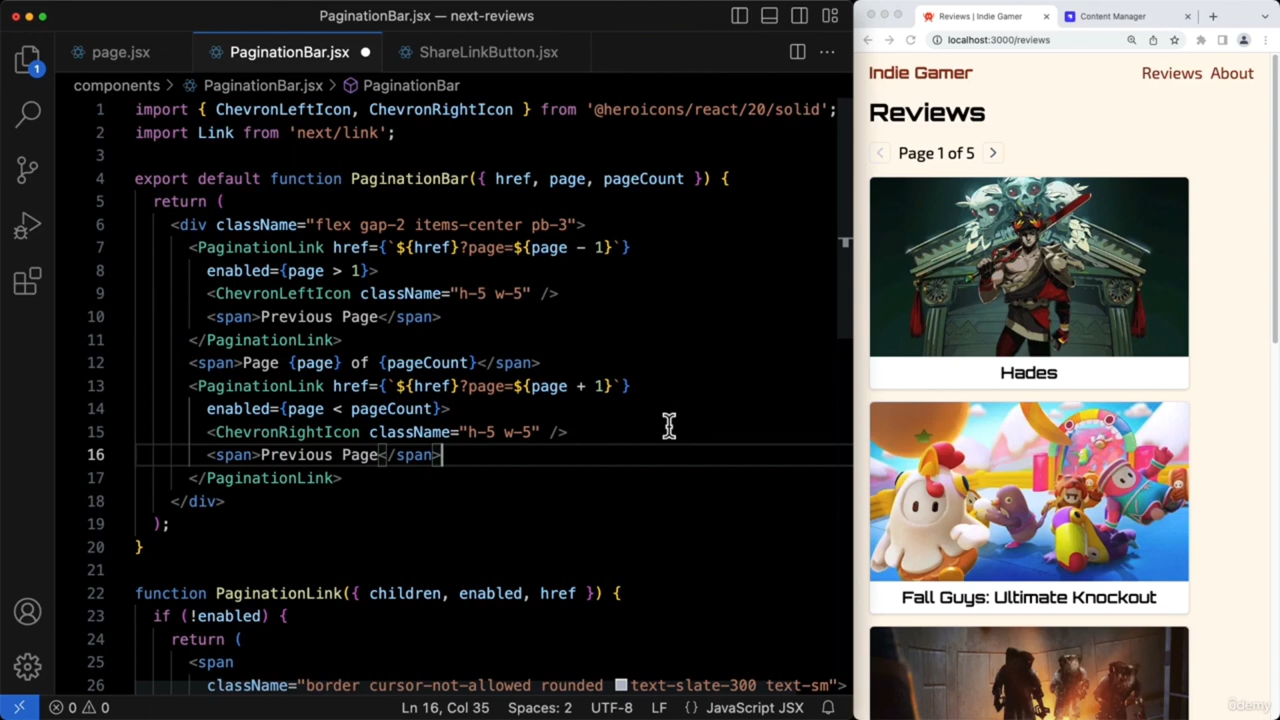 PaginationBar.jsx — next-reviews
page.jsx
PaginationBar.jsx
ShareLinkButton.jsx
components > PaginationBar.jsx > PaginationBar
1
1 import { ChevronLeftIcon, ChevronRightIcon } from '@heroicons/react/20/solid';
2 import Link from 'next/link';
3
4 export default function PaginationBar({ href, page, pageCount }) {
5 return (
6 <div className="flex gap-2 items-center pb-3">
7 <PaginationLink href={`${href}?page=${page - 1}`}
8 enabled={page > 1}>
9 <ChevronLeftIcon className="h-5 w-5" />
10 <span>Previous Page</span>
11 </PaginationLink>
12 <span>Page {page} of {pageCount}</span>
13 <PaginationLink href={`${href}?page=${page + 1}`}
14 enabled={page < pageCount}>
15 <ChevronRightIcon className="h-5 w-5" />
16 <span>Previous Page</span>
17 </PaginationLink>
18 </div>
19 );
20 }
21
22 function PaginationLink({ children, enabled, href }) {
23 if (!enabled) {
24 return (
25 <span
26 className="border cursor-not-allowed rounded text-slate-300 text-sm">
0 0
Ln 16, Col 35
Spaces: 2
UTF-8
LF
{} JavaScript JSX
Reviews | Indie Gamer
Content Manager
localhost:3000/reviews
Indie Gamer
Reviews About
Reviews
Page 1 of 5
Hades
Fall Guys: Ultimate Knockout
ûdemy